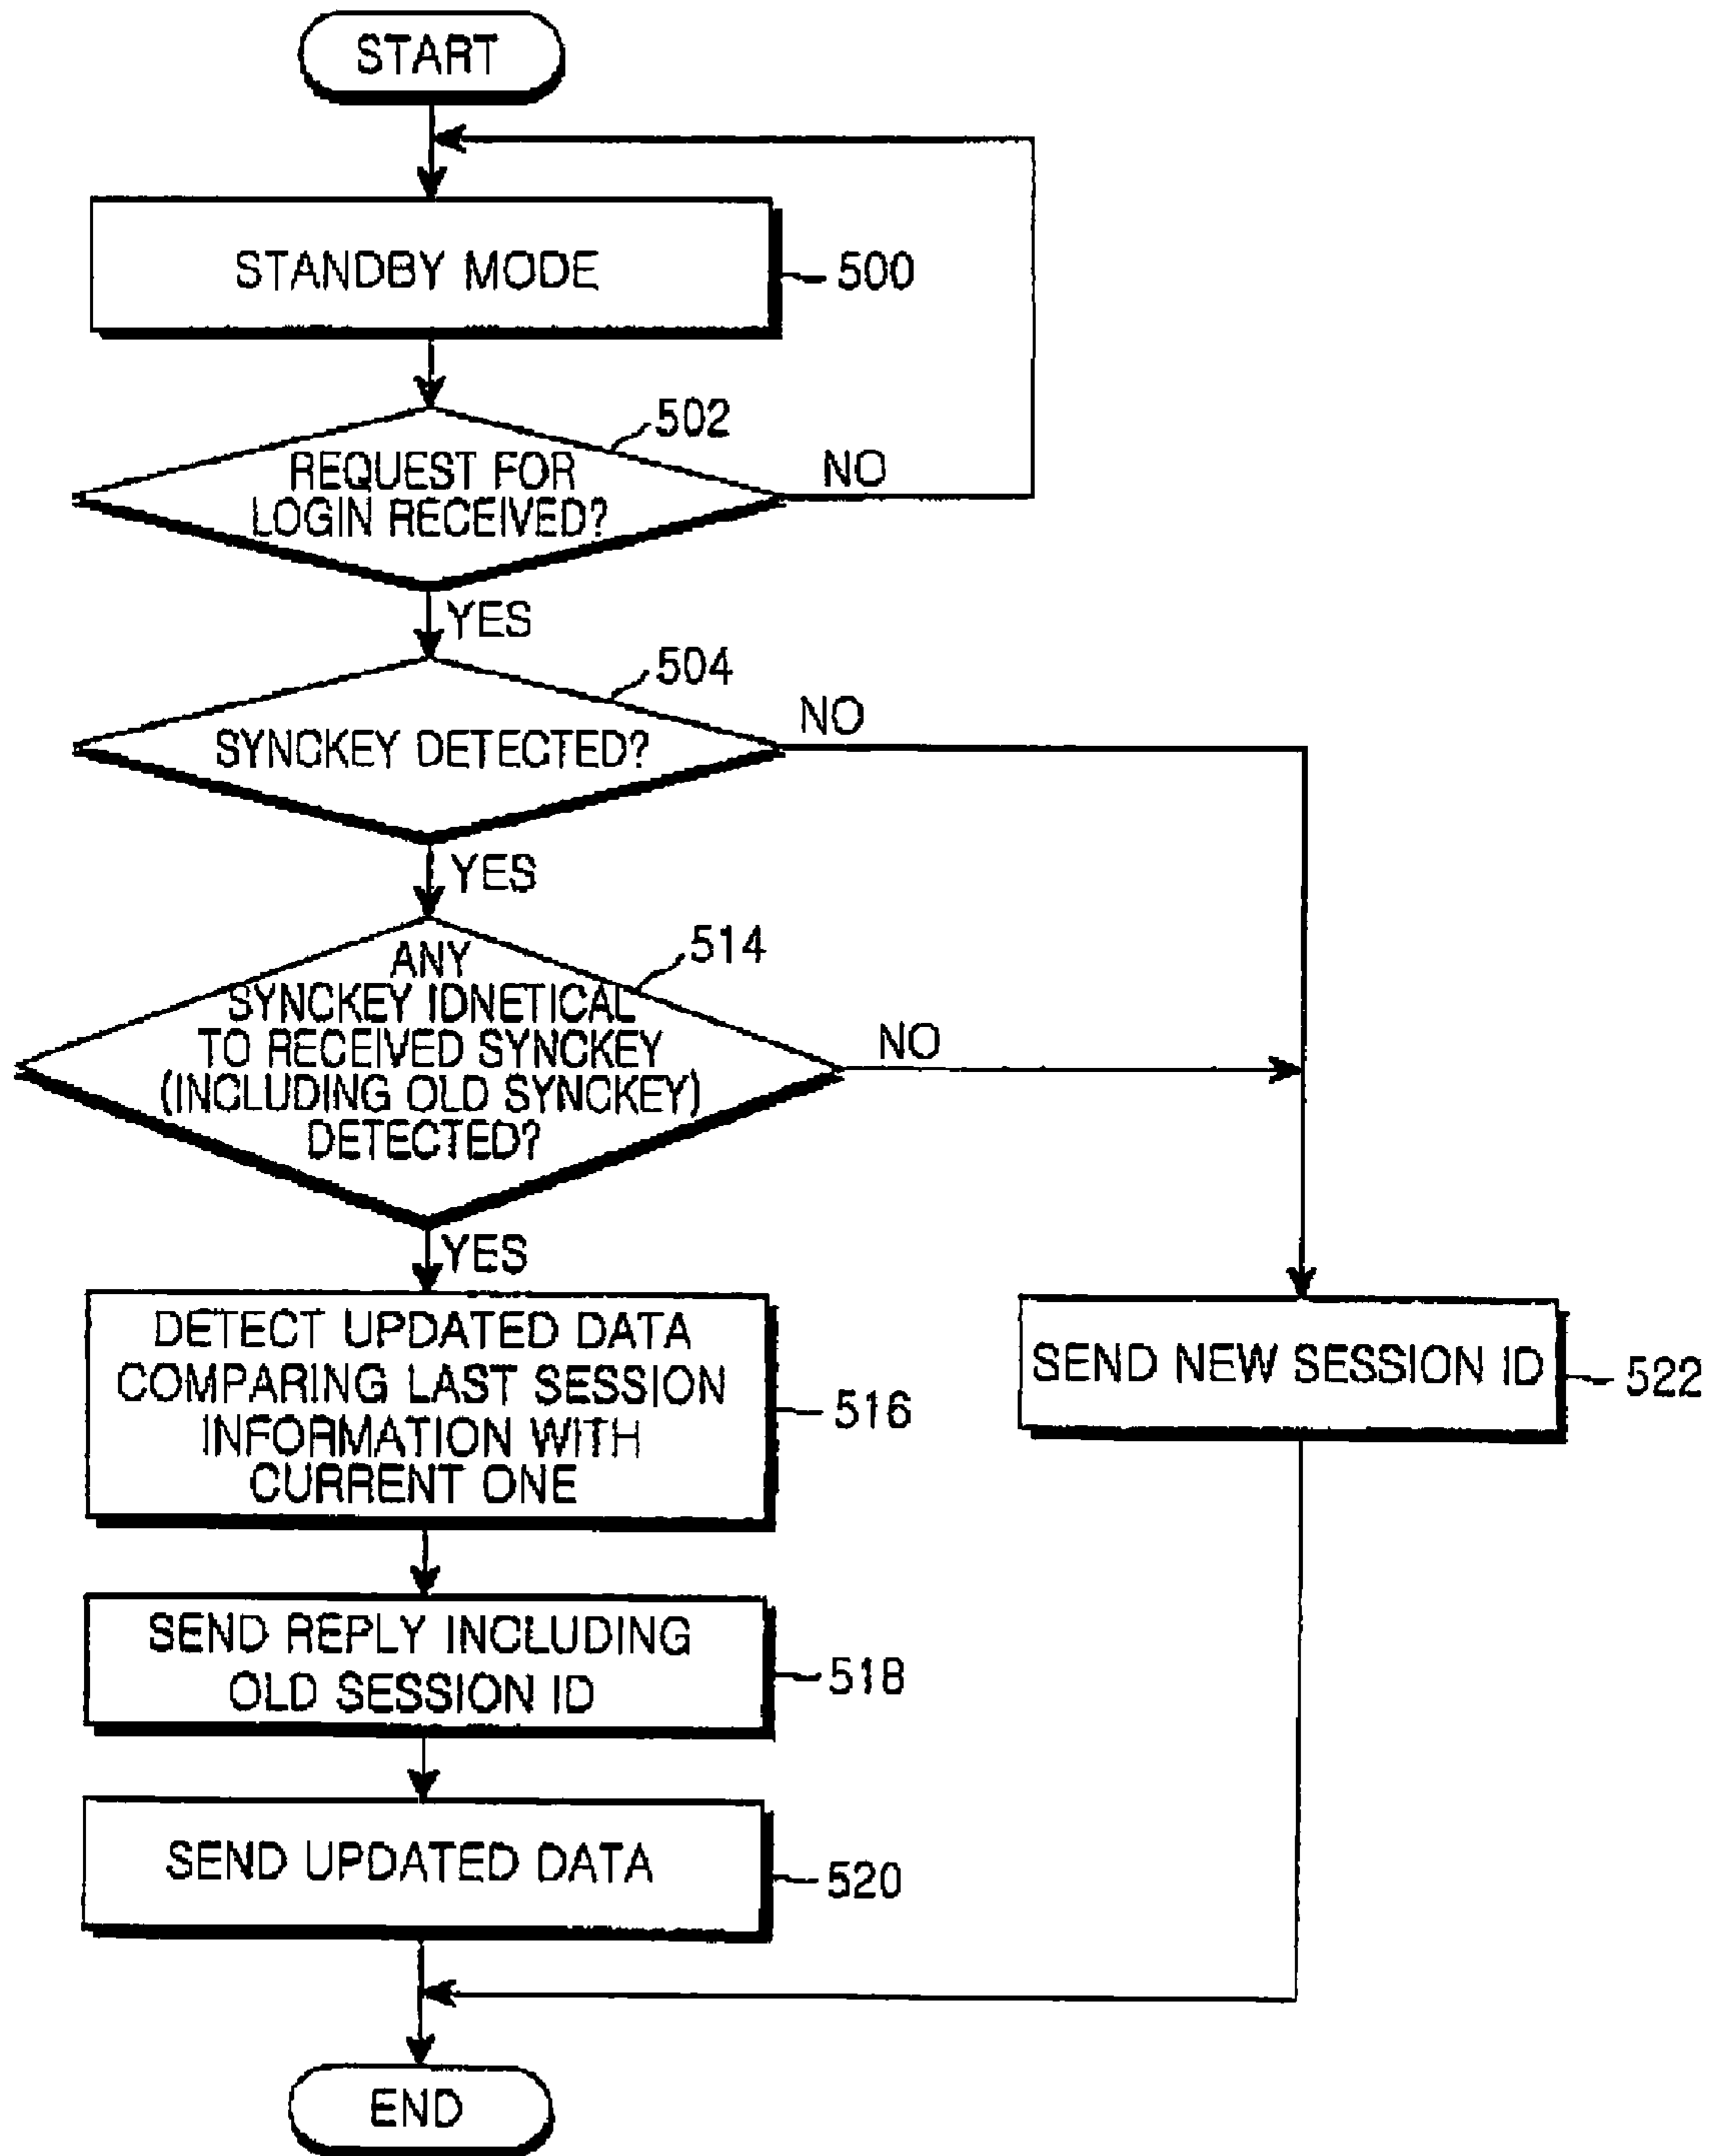 START
STANDBY MODE
500
502
REQUEST FOR
LOGIN RECEIVED?
NO
YES
504
SYNCKEY DETECTED?
NO
YES
514
ANY
SYNCKEY IDNETICAL
TO RECEIVED SYNCKEY
(INCLUDING OLD SYNCKEY)
DETECTED?
NO
YES
DETECT UPDATED DATA
COMPARING LAST SESSION
INFORMATION WITH
CURRENT ONE
516
SEND NEW SESSION ID
522
SEND REPLY INCLUDING
OLD SESSION ID
518
SEND UPDATED DATA
520
END